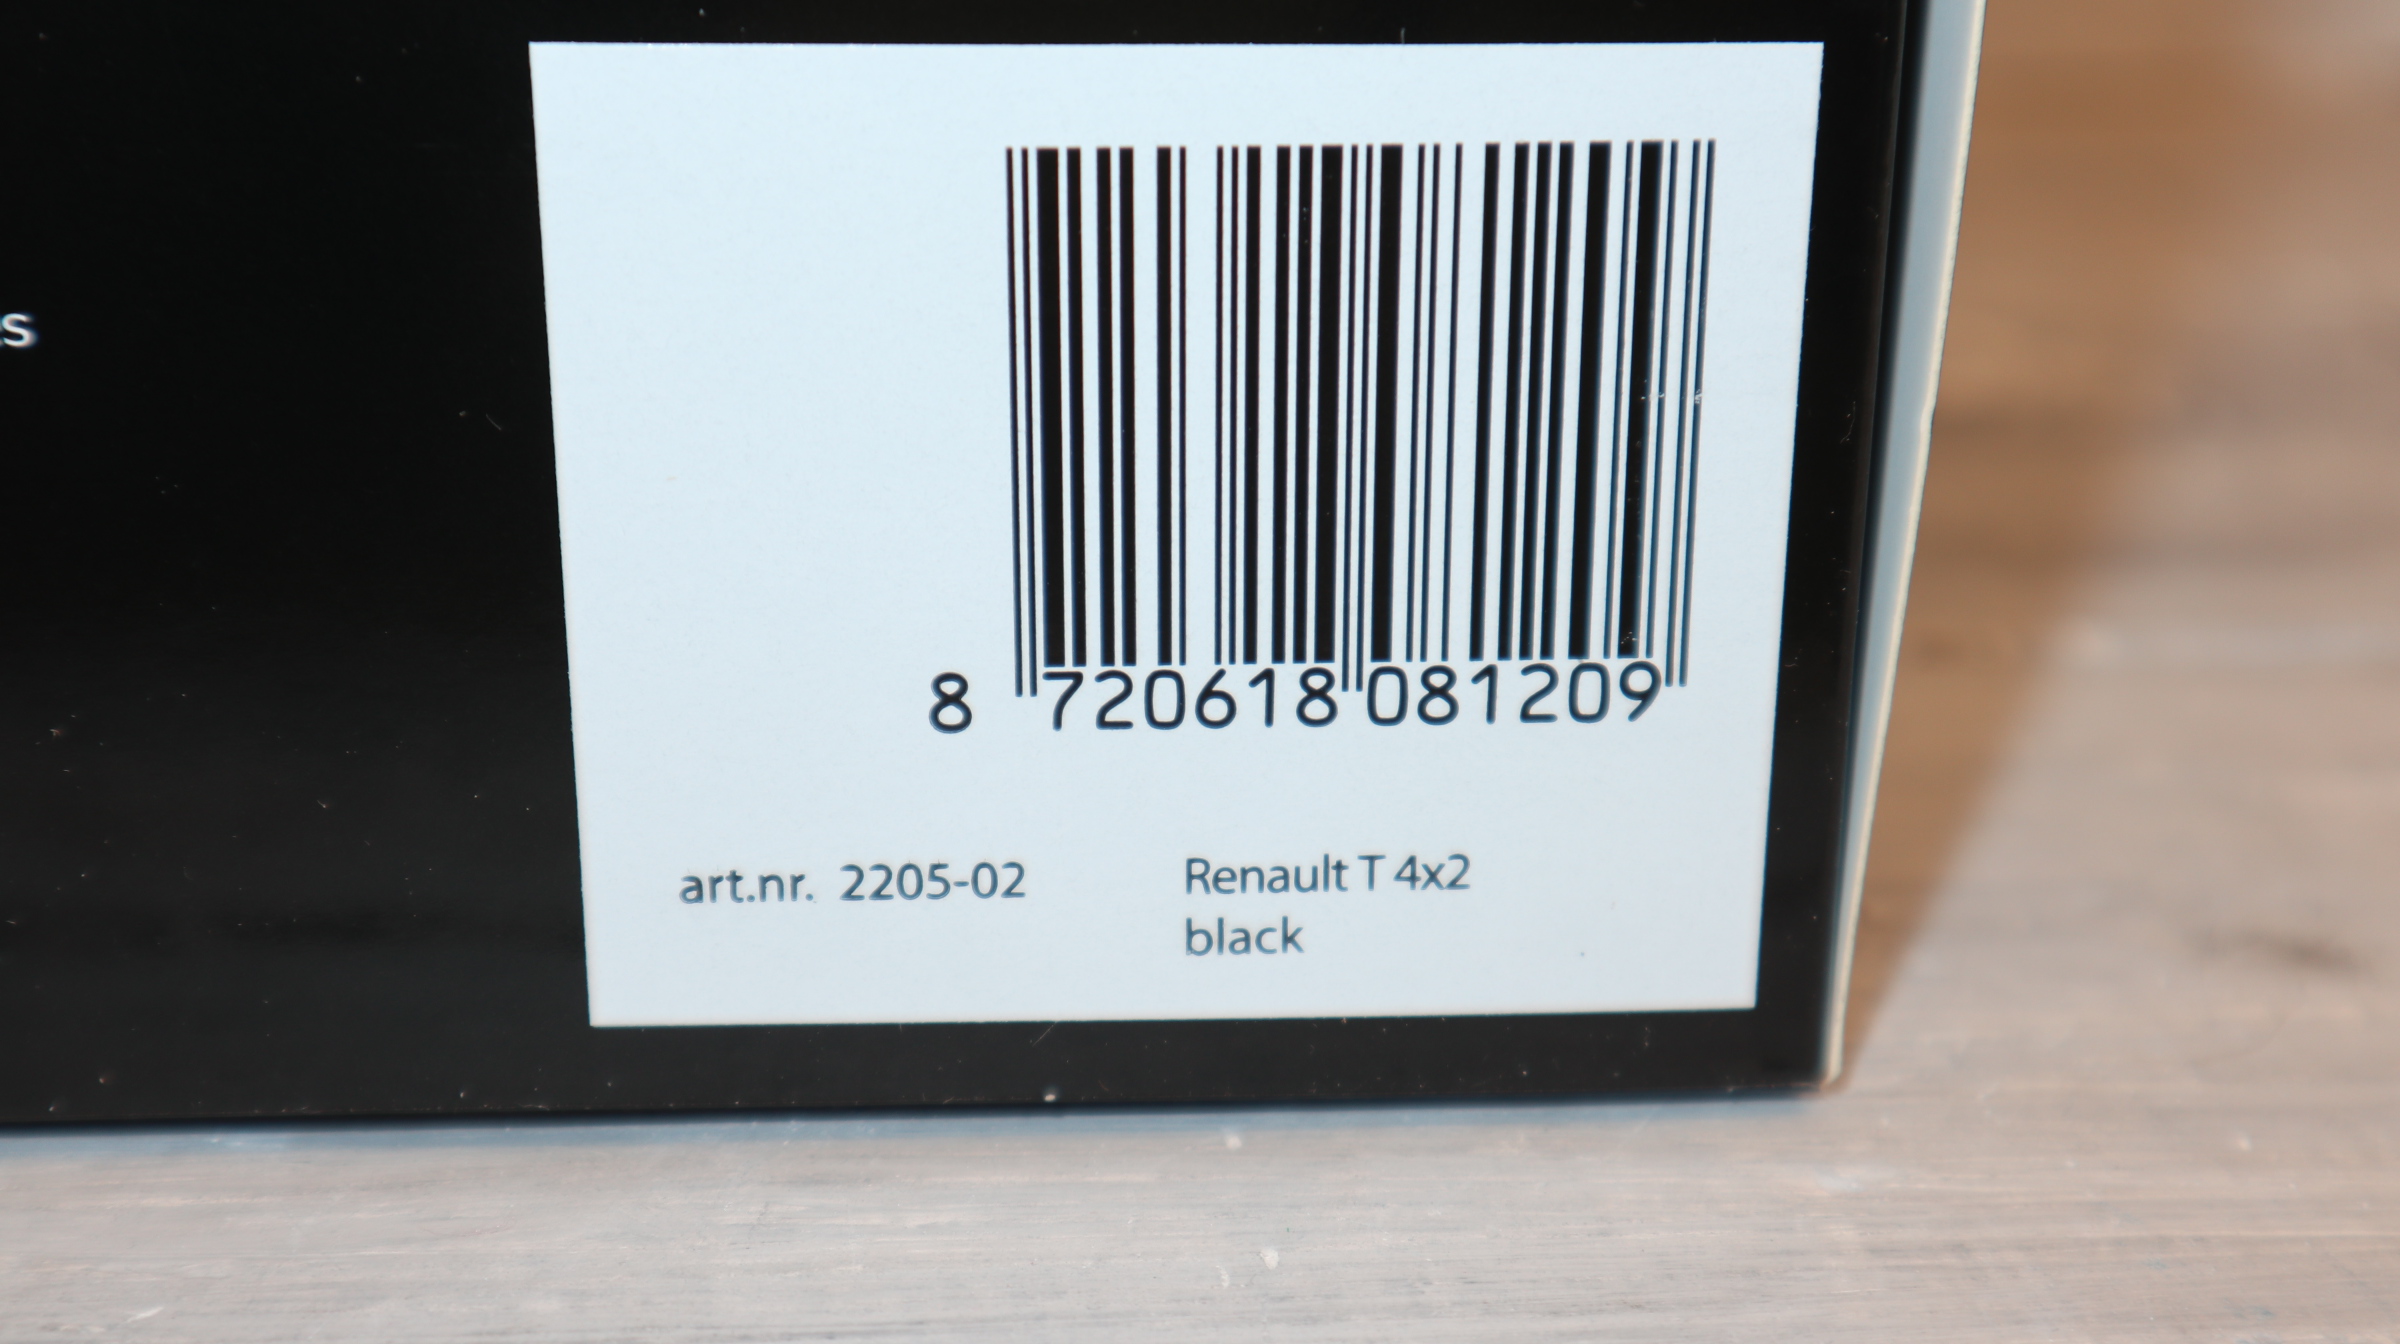 8 720618 081209
art.nr. 2205-02
Renault T 4x2
black